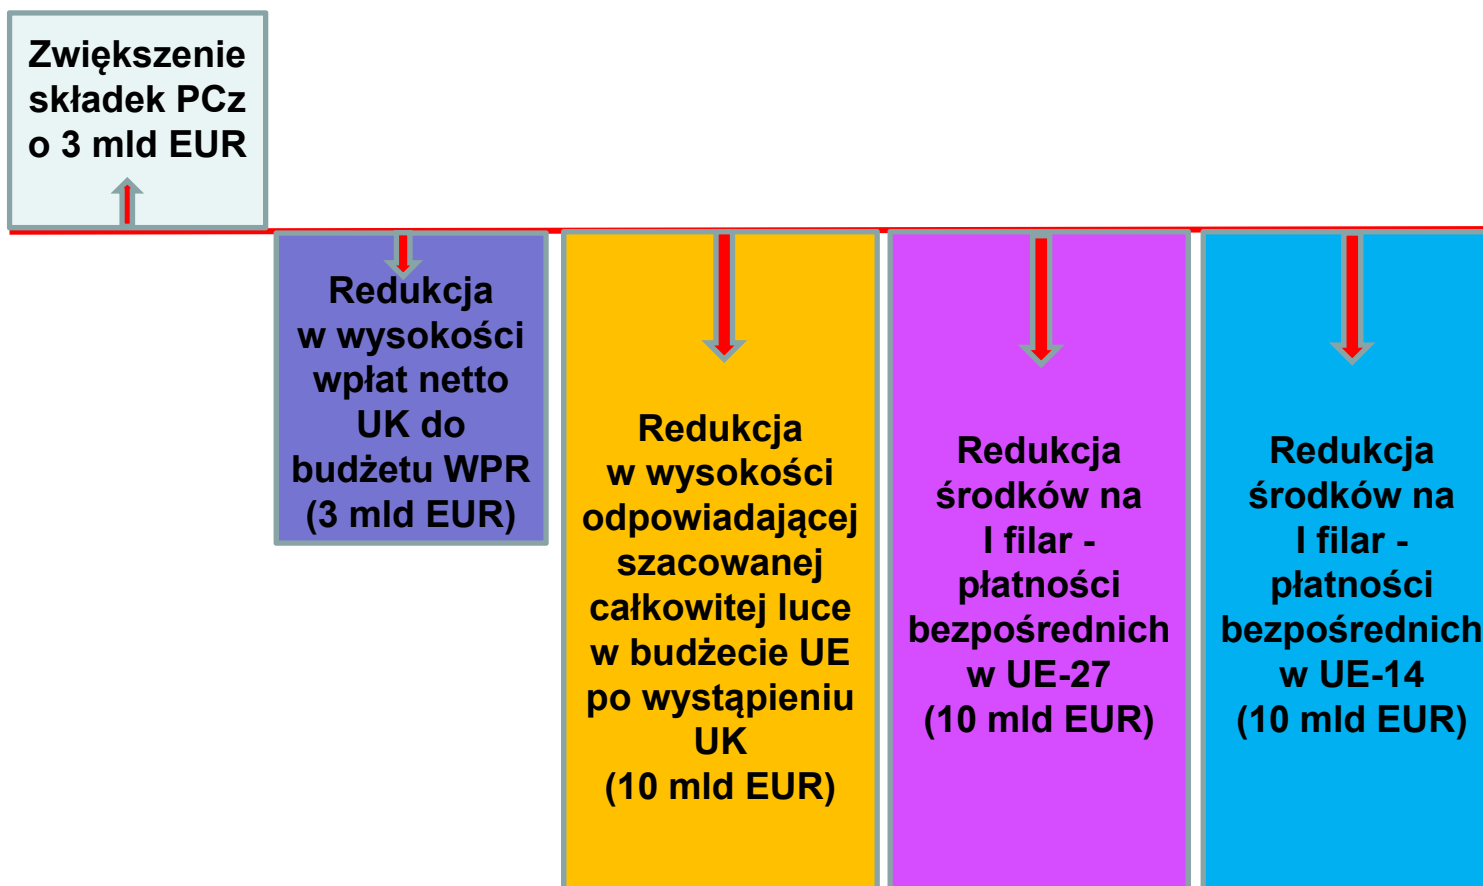 Zwiększenie
składek PCz
o 3 mld EUR
Redukcja
w wysokości
wpłat netto
UK do
budżetu WPR
(3 mld EUR)
Redukcja
w wysokości
odpowiadającej
szacowanej
całkowitej luce
w budżecie UE
po wystąpieniu
UK
(10 mld EUR)
Redukcja
środków na
I filar -
płatności
bezpośrednich
w UE-27
(10 mld EUR)
Redukcja
środków na
I filar -
płatności
bezpośrednich
w UE-14
(10 mld EUR)